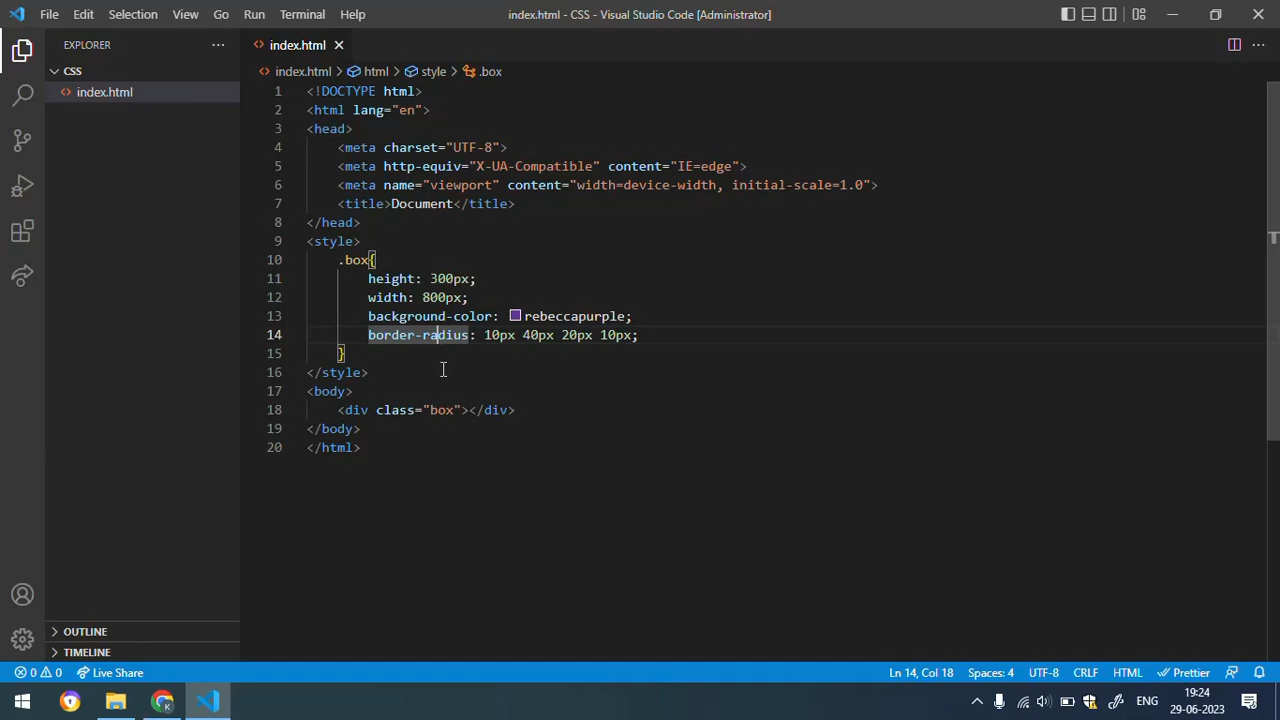 File Edit Selection View Go Run Terminal Help index.html - CSS - Visual Studio Code [Administrator]
EXPLORER
index.html
CSS
index.html
index.html > html > style > .box
1 <!DOCTYPE html>
2 <html lang="en">
3 <head>
4 <meta charset="UTF-8">
5 <meta http-equiv="X-UA-Compatible" content="IE=edge">
6 <meta name="viewport" content="width=device-width, initial-scale=1.0">
7 <title>Document</title>
8 </head>
9 <style>
10 .box{
11 height: 300px;
12 width: 800px;
13 background-color: rebeccapurple;
14 border-radius: 10px 40px 20px 10px;
15 }
16 </style>
17 <body>
18 <div class="box"></div>
19 </body>
20 </html>
OUTLINE
TIMELINE
0 0 Live Share Ln 14, Col 18 Spaces: 4 UTF-8 CRLF HTML Prettier
ENG
19:24
29-06-2023